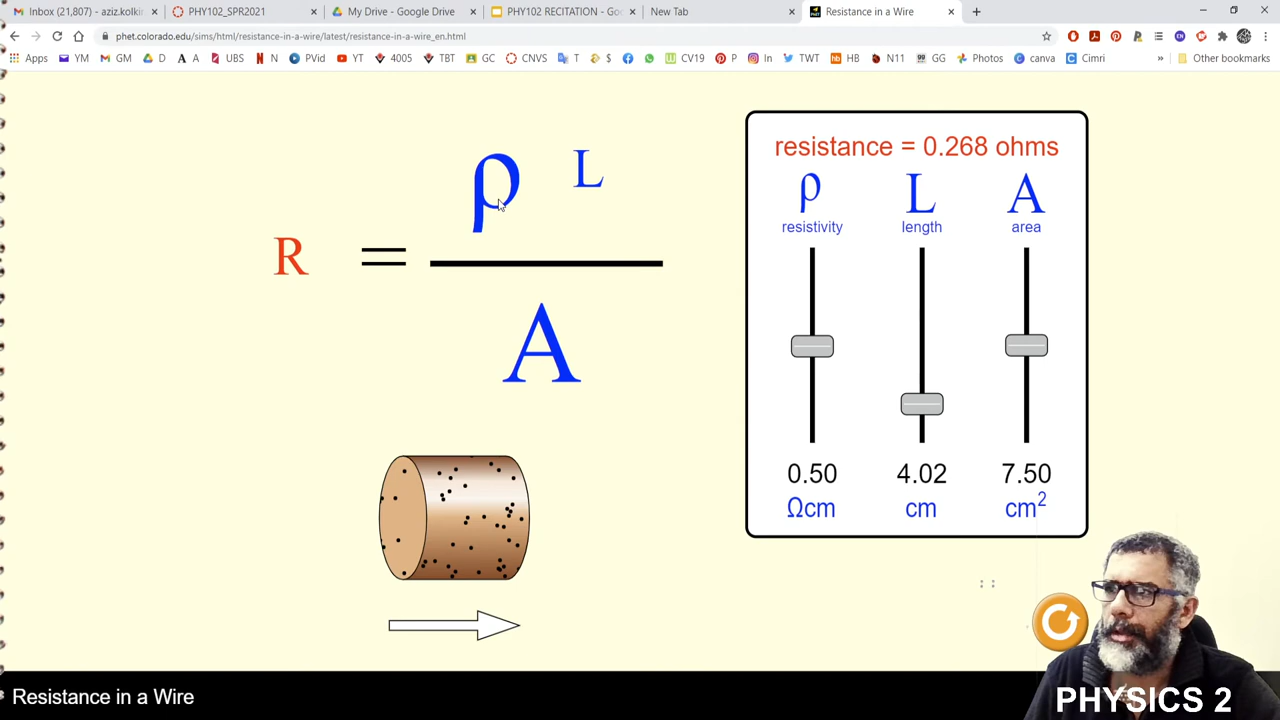 Inbox (21,807) - aziz.kolkir
PHY102_SPR2021
My Drive - Google Drive
PHY102 RECITATION - Goo
New Tab
Resistance in a Wire
phet.colorado.edu/sims/html/resistance-in-a-wire/latest/resistance-in-a-wire_en.html
Apps YM GM D A UBS N PVid YT 4005 TBT GC CNVS T $ CV19 P In TWT HB N11 GG Photos canva Cimri » Other bookmarks
R = ρ L
A
resistance = 0.268 ohms
ρ L A
resistivity length area
0.50 4.02 7.50
Ωcm cm cm2
Resistance in a Wire
PHYSICS 2